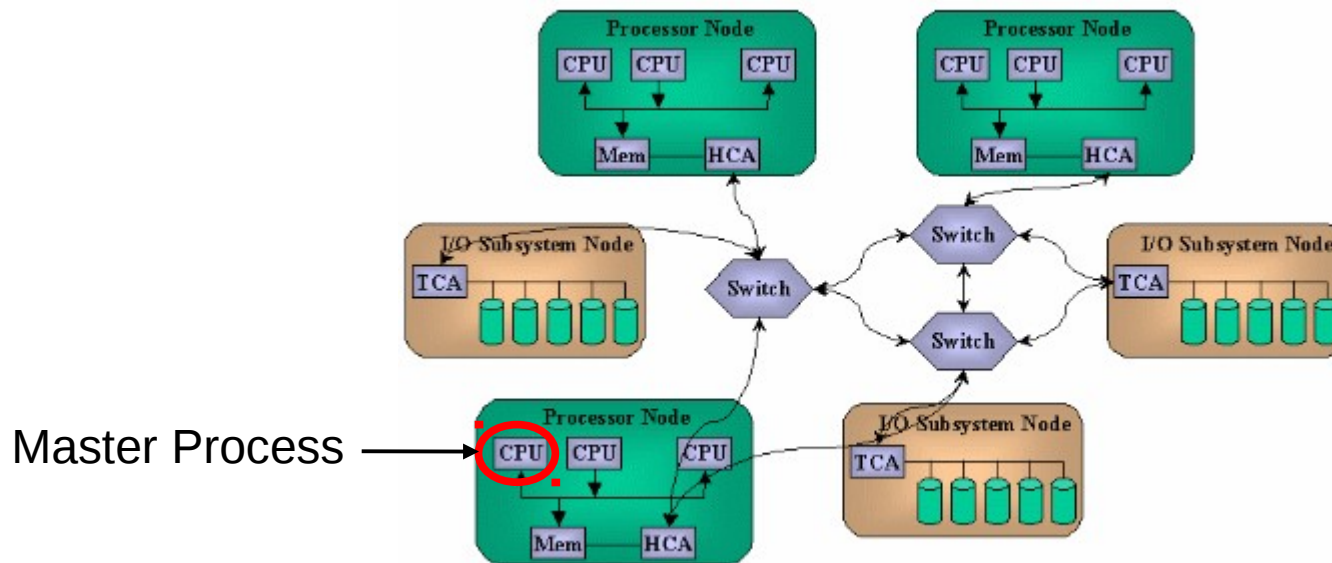 Processor Node
CPU CPU CPU
Mem HCA
Processor Node
CPU CPU CPU
Mem HCA
I/O Subsystem Node
TCA
Switch
Switch
Switch
I/O Subsystem Node
TCA
Master Process
Processor Node
CPU CPU CPU
Mem HCA
I/O Subsystem Node
TCA